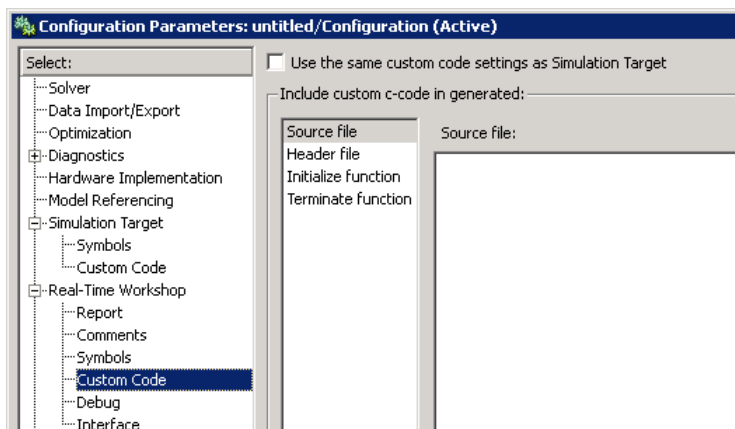 Configuration Parameters: untitled/Configuration (Active)
Select:
Solver
Data Import/Export
Optimization
Diagnostics
Hardware Implementation
Model Referencing
Simulation Target
Symbols
Custom Code
Real-Time Workshop
Report
Comments
Symbols
Custom Code
Debug
Interface
Use the same custom code settings as Simulation Target
Include custom c-code in generated:
Source file
Header file
Initialize function
Terminate function
Source file: